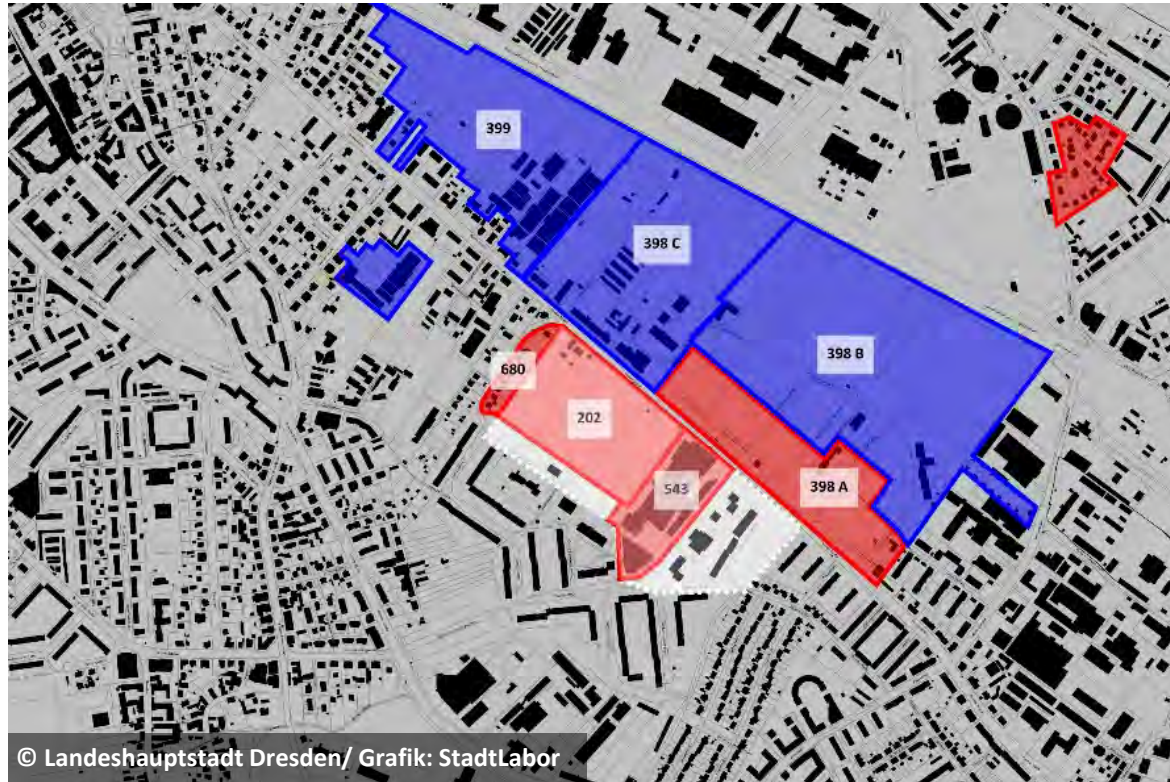 399
398 C
398 B
680
202
543
398 A
© Landeshauptstadt Dresden/ Grafik: StadtLabor